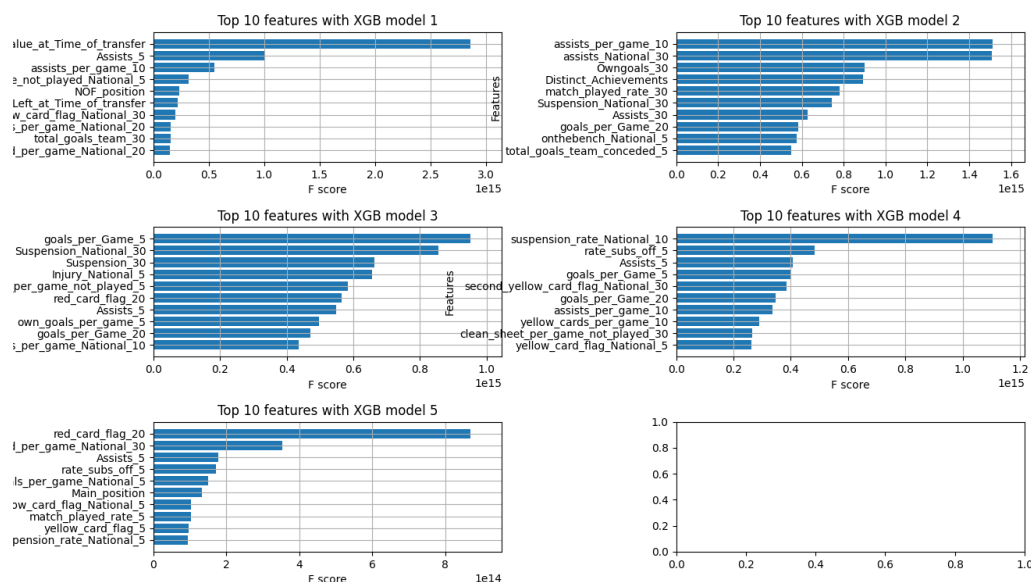 Top 10 features with XGB model 1
alue_at_Time_of_transfer
Assists_5
assists_per_game_10
e_not_played_National_5
NOF_position
Left_at_Time_of_transfer
ow_card_flag_National_30
s_per_game_National_20
total_goals_team_30
d_per_game_National_20
0.0 0.5 1.0 1.5 2.0 2.5 3.0
1e15
F score
Top 10 features with XGB model 2
Features
assists_per_game_10
assists_National_30
Owngoals_30
Distinct_Achievements
match_played_rate_30
Suspension_National_30
Assists_30
goals_per_Game_20
onthebench_National_5
total_goals_team_conceded_5
0.0 0.2 0.4 0.6 0.8 1.0 1.2 1.4 1.6
1e15
F score
Top 10 features with XGB model 3
goals_per_Game_5
Suspension_National_30
Suspension_30
Injury_National_5
per_game_not_played_5
red_card_flag_20
Assists_5
own_goals_per_game_5
goals_per_Game_20
s_per_game_National_10
0.0 0.2 0.4 0.6 0.8 1.0
1e15
F score
Top 10 features with XGB model 4
Features
suspension_rate_National_10
rate_subs_off_5
Assists_5
goals_per_Game_5
second_yellow_card_flag_National_30
goals_per_Game_20
assists_per_game_10
yellow_cards_per_game_10
clean_sheet_per_game_not_played_30
yellow_card_flag_National_5
0.0 0.2 0.4 0.6 0.8 1.0 1.2
1e15
F score
Top 10 features with XGB model 5
red_card_flag_20
d_per_game_National_30
Assists_5
rate_subs_off_5
als_per_game_National_5
Main_position
ow_card_flag_National_5
match_played_rate_5
yellow_card_flag_5
pension_rate_National_5
0 2 4 6 8
1e14
F score
1.0
0.8
0.6
0.4
0.2
0.0
0.0 0.2 0.4 0.6 0.8 1.0